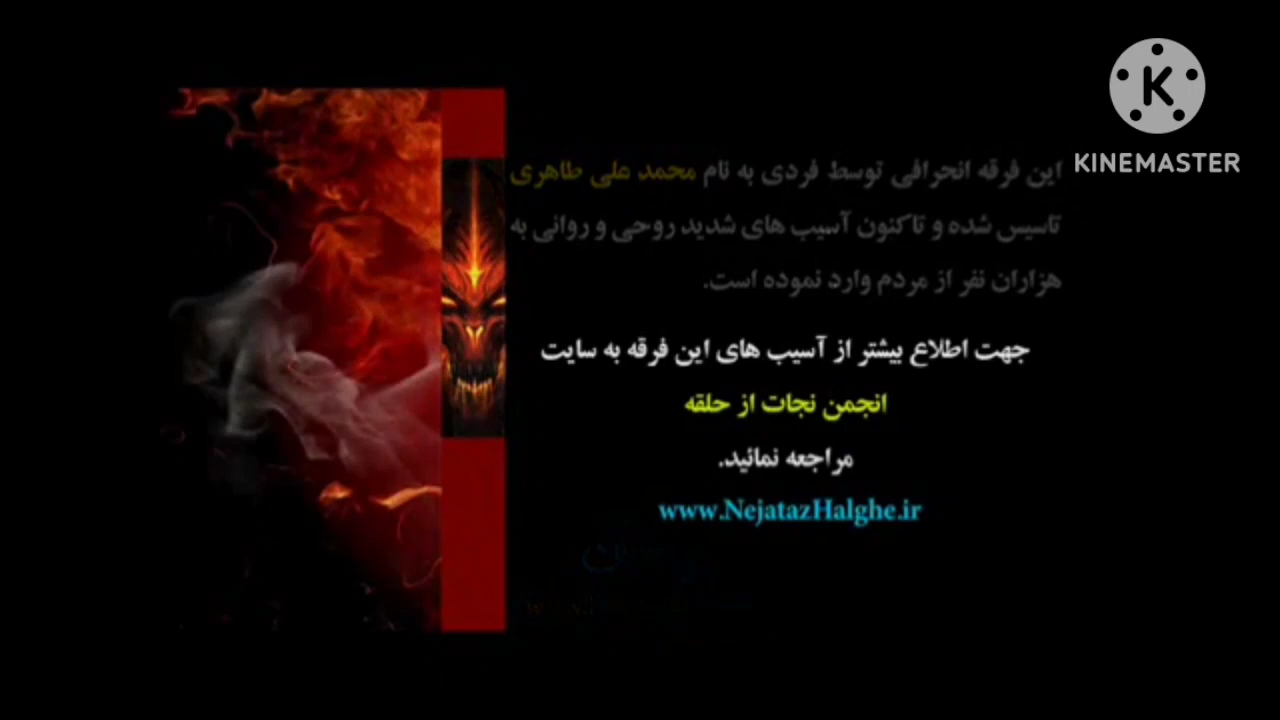 KINEMASTER
این فرقه انحرافی توسط فردی به نام محمد علی طاهری
تاسیس شده و تاکنون آسیب های شدید روحی و روانی به
هزاران نفر از مردم وارد نموده است.
جهت اطلاع بیشتر از آسیب های این فرقه به سایت
انجمن نجات از حلقه
مراجعه نمائید.
www.NejatazHalghe.ir